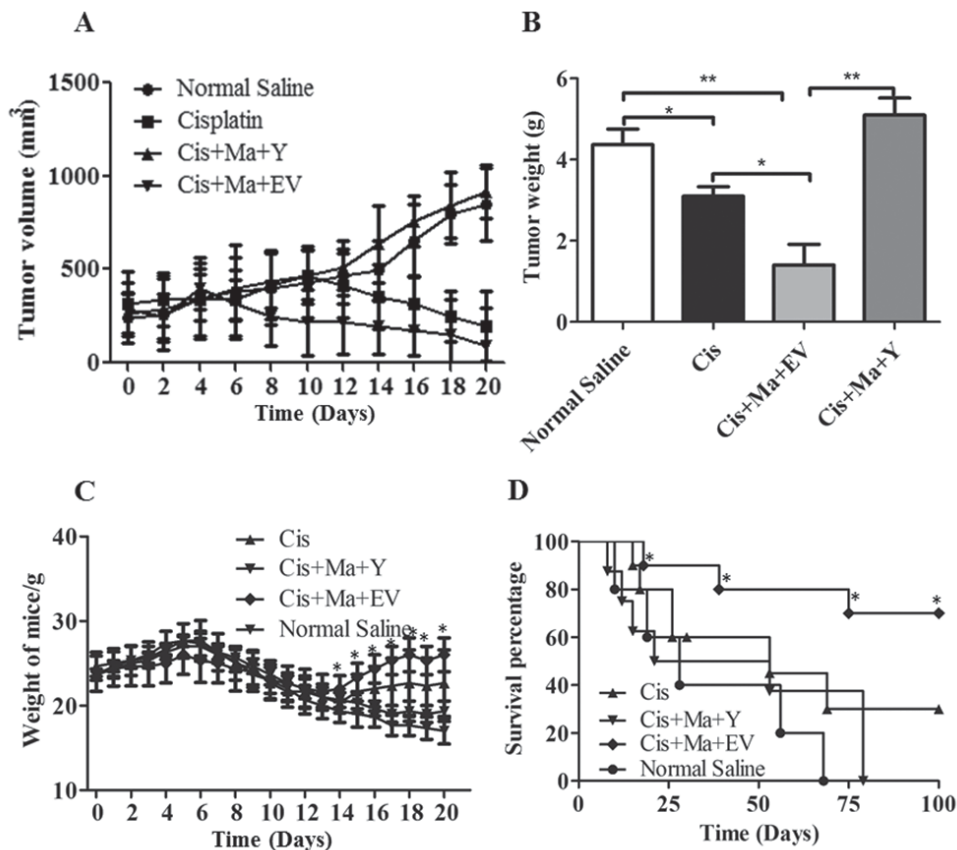 A
Tumor volume (mm3)
1500
1000
500
0
Normal Saline
Cisplatin
Cis+Ma+Y
Cis+Ma+EV
0 2 4 6 8 10 12 14 16 18 20
Time (Days)
B
Tumor weight (g)
6
4
2
0
** **
*
*
Normal Saline
Cis
Cis+Ma+EV
Cis+Ma+Y
C
Weight of mice/g
40
30
20
10
Cis
Cis+Ma+Y
Cis+Ma+EV
Normal Saline
* * * * * * *
0 2 4 6 8 10 12 14 16 18 20
Time (Days)
D
Survival percentage
100
80
60
40
20
0
* * * *
Cis
Cis+Ma+Y
Cis+Ma+EV
Normal Saline
0 25 50 75 100
Time (Days)